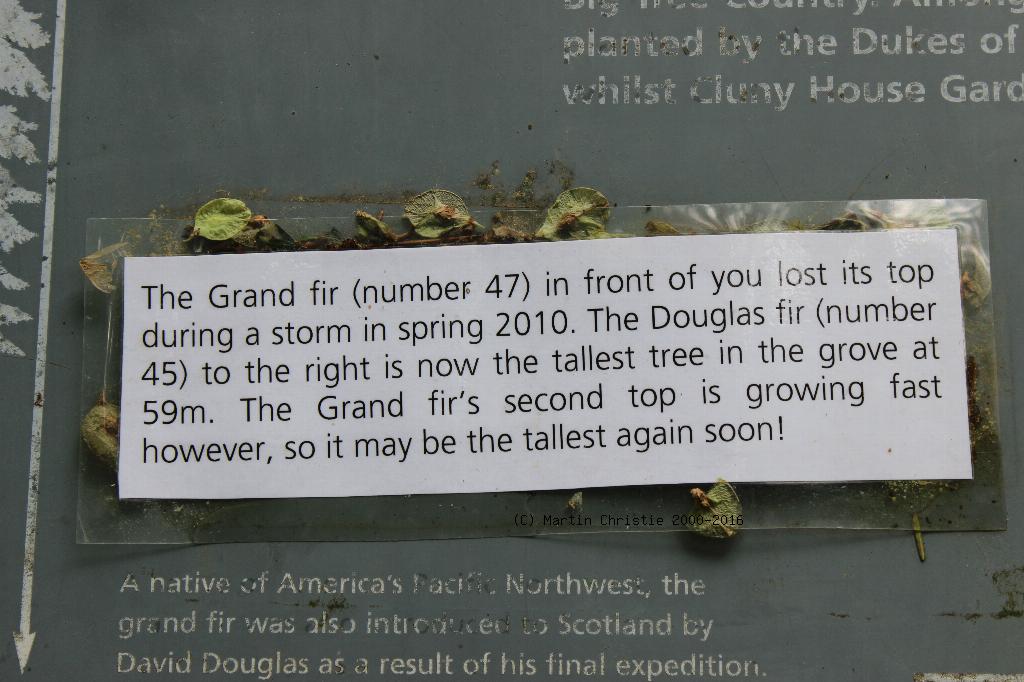 Big Tree Country. Among
planted by the Dukes of
whilst Cluny House Gard
The Grand fir (number 47) in front of you lost its top
during a storm in spring 2010. The Douglas fir (number
45) to the right is now the tallest tree in the grove at
59m. The Grand fir's second top is growing fast
however, so it may be the tallest again soon!
(C) Martin Christie 2000-2016
A native of America's Pacific Northwest, the
grand fir was also introduced to Scotland by
David Douglas as a result of his final expedition.